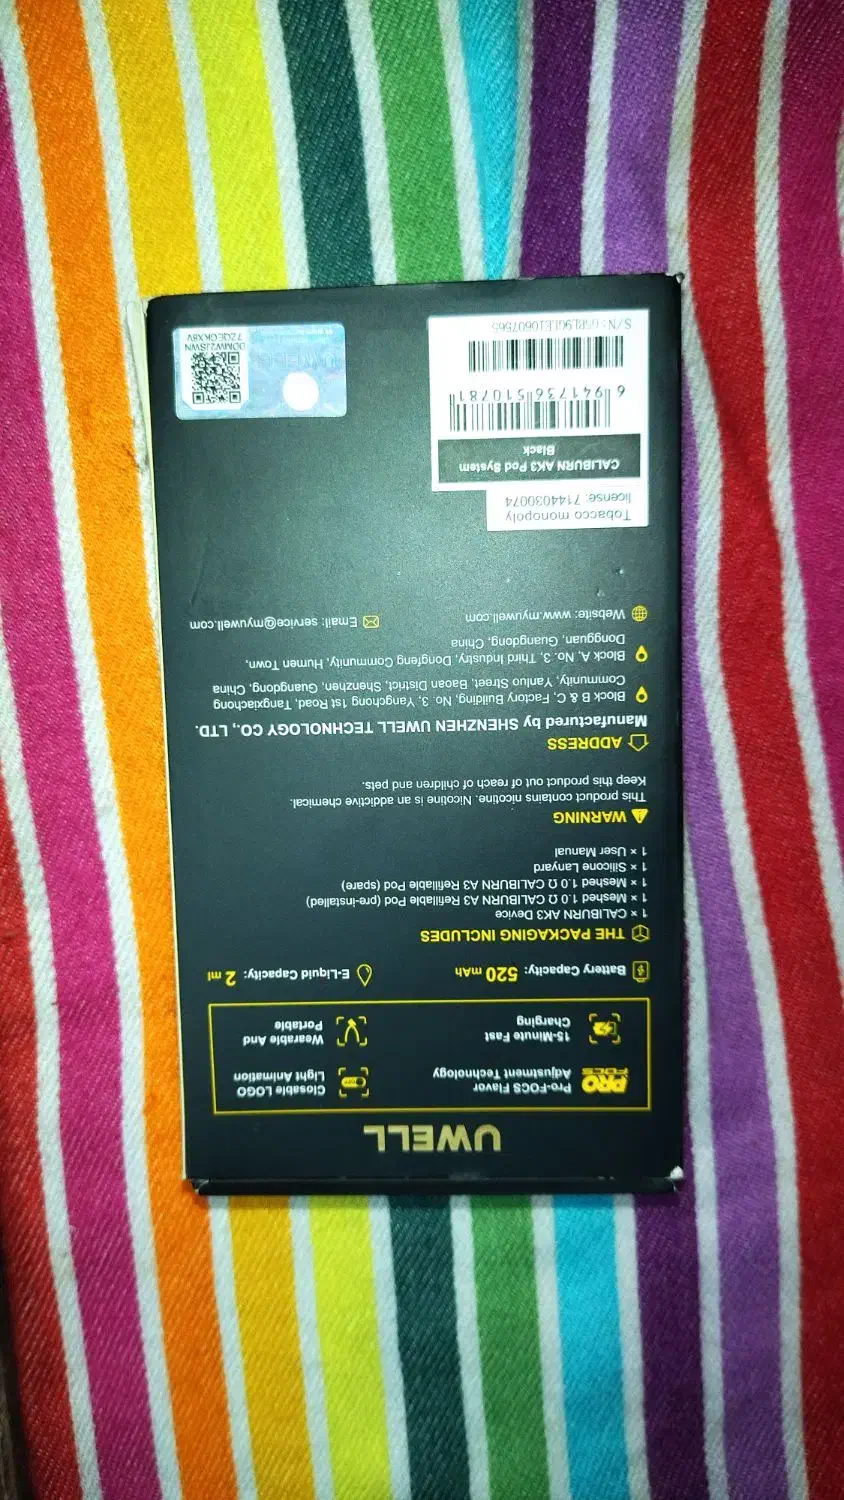 UWELL
PRO
FOCS
Pro-FOCS Flavor
Adjustment Technology
Closable LOGO
Light Animation
15-Minute Fast
Charging
Wearable And
Portable
Battery Capacity: 520 mAh
E-Liquid Capacity: 2 ml
THE PACKAGING INCLUDES
1 × CALIBURN AK3 Device
1 × Meshed 1.0 Ω CALIBURN A3 Refillable Pod (pre-installed)
1 × Meshed 1.0 Ω CALIBURN A3 Refillable Pod (spare)
1 × Silicone Lanyard
1 × User Manual
WARNING
This product contains nicotine. Nicotine is an addictive chemical.
Keep this product out of reach of children and pets.
ADDRESS
Manufactured by SHENZHEN UWELL TECHNOLOGY CO., LTD.
Block B & C, Factory Building, No. 3, Yangchong 1st Road, Tangxiachong
Community, Yanluo Street, Baoan District, Shenzhen, Guangdong, China
Block A, No. 3, Third Industry, Dongfeng Community, Humen Town,
Dongguan, Guangdong, China
Website: www.myuwell.com
Email: service@myuwell.com
Tobacco monopoly
license: 7144030074
CALIBURN AK3 Pod System
Black
6 941736 510781
UWELL